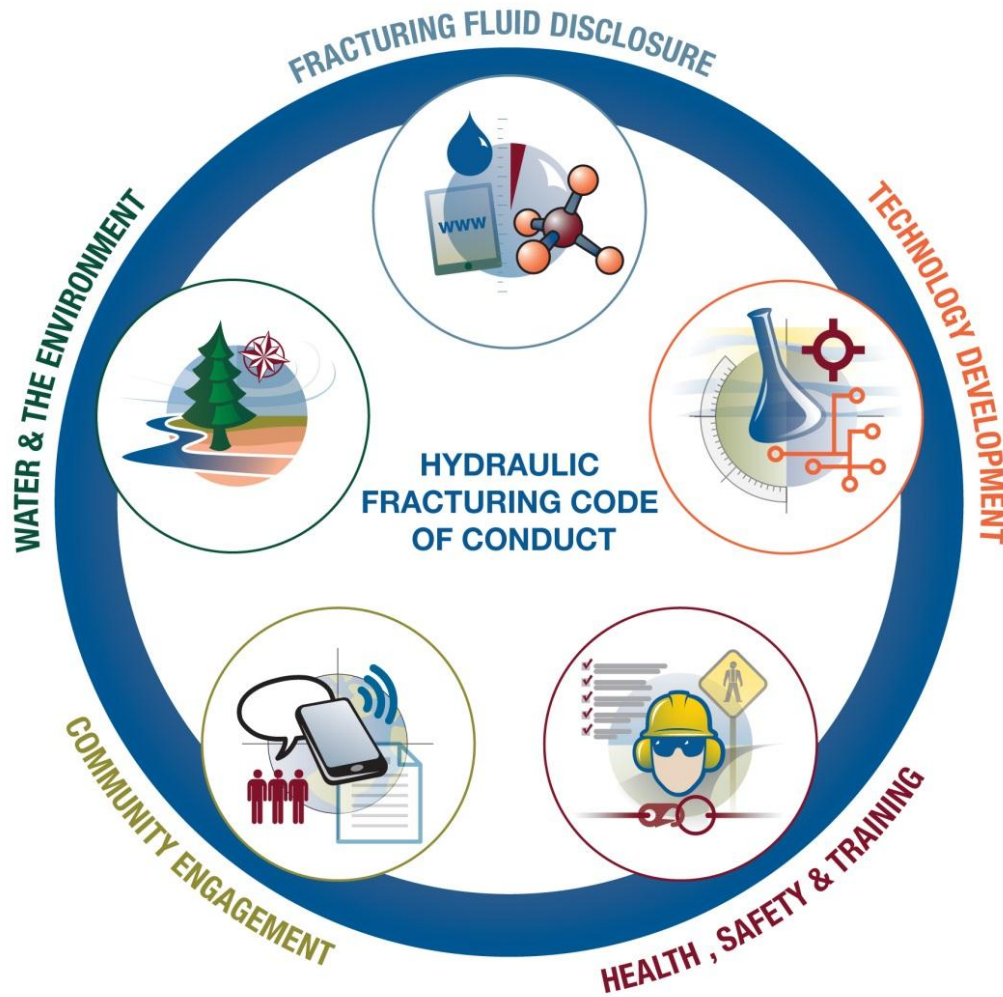 FRACTURING FLUID DISCLOSURE
www
TECHNOLOGY DEVELOPMENT
WATER & THE ENVIRONMENT
HYDRAULIC
FRACTURING CODE
OF CONDUCT
COMMUNITY ENGAGEMENT
HEALTH , SAFETY & TRAINING